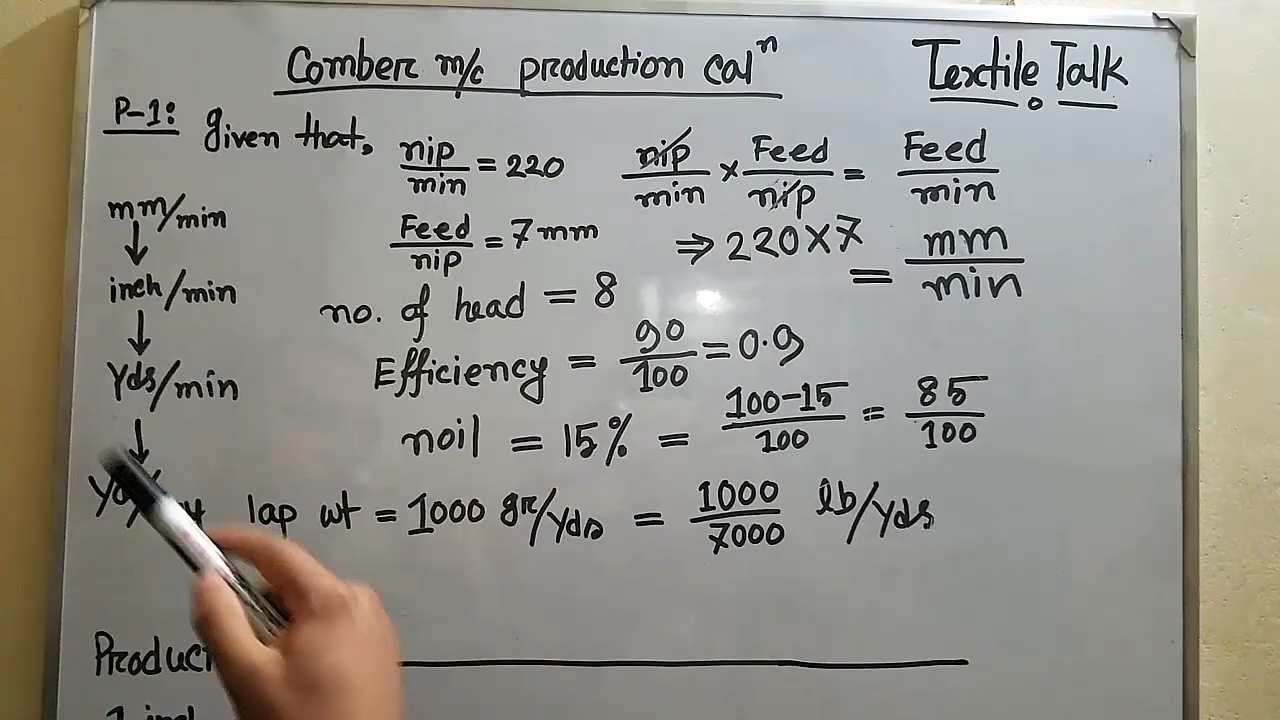 Comber m/c production calⁿ
Textile Talk
P-1: given that,
nip/min = 220
nip/min × Feed/nip = Feed/min
Feed/nip = 7 mm
⇒ 220×7 = mm/min
no. of head = 8
Efficiency = 90/100 = 0.9
noil = 15% = 100-15/100 = 85/100
lap wt = 1000 gr/yds = 1000/7000 lb/yds
mm/min
↓
inch/min
↓
yds/min
↓